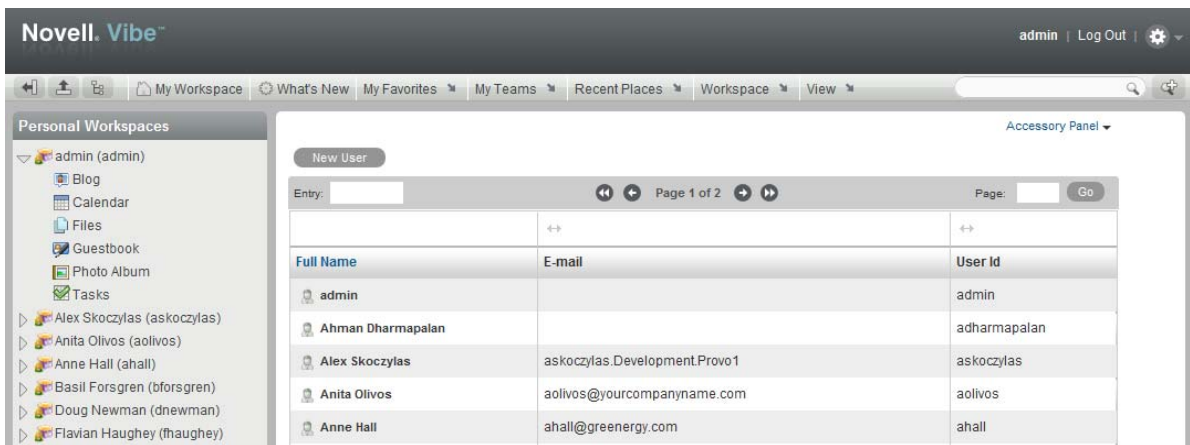 Novell. Vibe™
admin | Log Out |
My Workspace What's New My Favorites My Teams Recent Places Workspace View
Personal Workspaces
admin (admin)
Blog
Calendar
Files
Guestbook
Photo Album
Tasks
Alex Skoczylas (askoczylas)
Anita Olivos (aolivos)
Anne Hall (ahall)
Basil Forsgren (bforsgren)
Doug Newman (dnewman)
Flavian Haughey (fhaughey)
Accessory Panel
New User
Entry: Page 1 of 2 Page: Go
Full Name E-mail User Id
admin admin
Ahman Dharmapalan adharmapalan
Alex Skoczylas askoczylas.Development.Provo1 askoczylas
Anita Olivos aolivos@yourcompanyname.com aolivos
Anne Hall ahall@greenergy.com ahall